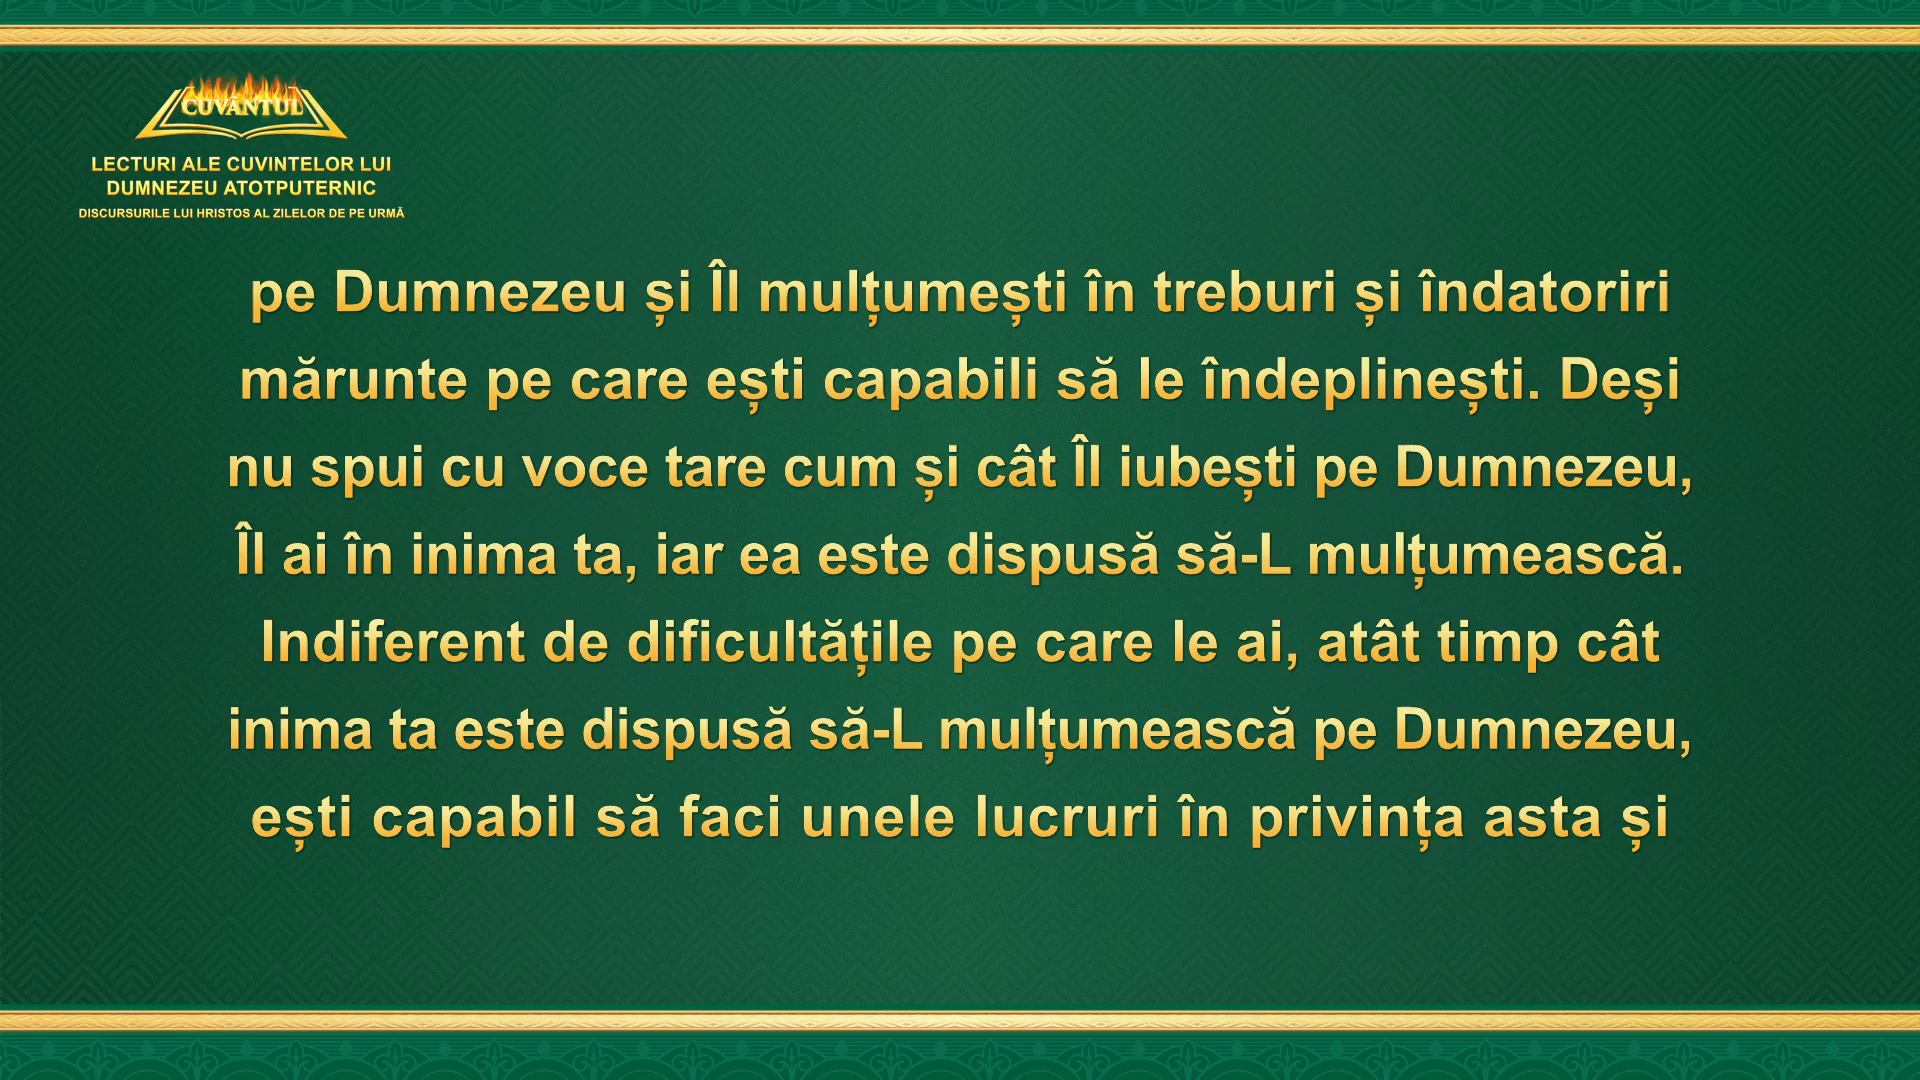 CUVÂNTUL
LECTURI ALE CUVINTELOR LUI
DUMNEZEU ATOTPUTERNIC
DISCURSURILE LUI HRISTOS AL ZILELOR DE PE URMĂ
pe Dumnezeu și Îl mulțumești în treburi și îndatoriri
mărunte pe care ești capabili să le îndeplinești. Deși
nu spui cu voce tare cum și cât Îl iubești pe Dumnezeu,
Îl ai în inima ta, iar ea este dispusă să-L mulțumească.
Indiferent de dificultățile pe care le ai, atât timp cât
inima ta este dispusă să-L mulțumească pe Dumnezeu,
ești capabil să faci unele lucruri în privința asta și